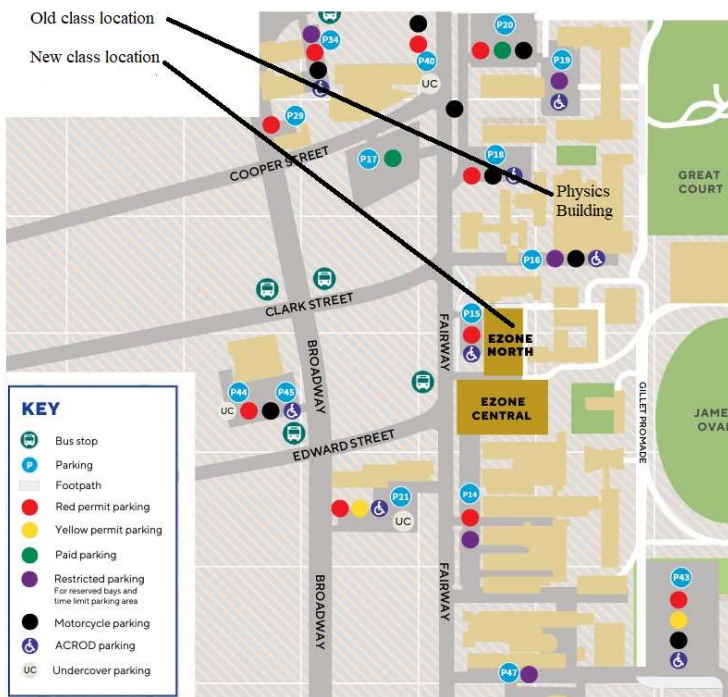 Old class location
New class location
P34
P40
UC
P20
P19
P29
COOPER STREET
P17
P18
GREAT
COURT
Physics
Building
P16
CLARK STREET
BROADWAY
FAIRWAY
P15
EZONE
NORTH
EZONE
CENTRAL
GILLET PROMADE
JAME
OVA
P44
P45
UC
EDWARD STREET
P21
UC
P14
BROADWAY
FAIRWAY
P43
P47
KEY
Bus stop
P
Parking
Footpath
Red permit parking
Yellow permit parking
Paid parking
Restricted parking
For reserved bays and
time limit parking area
Motorcycle parking
ACROD parking
UC
Undercover parking